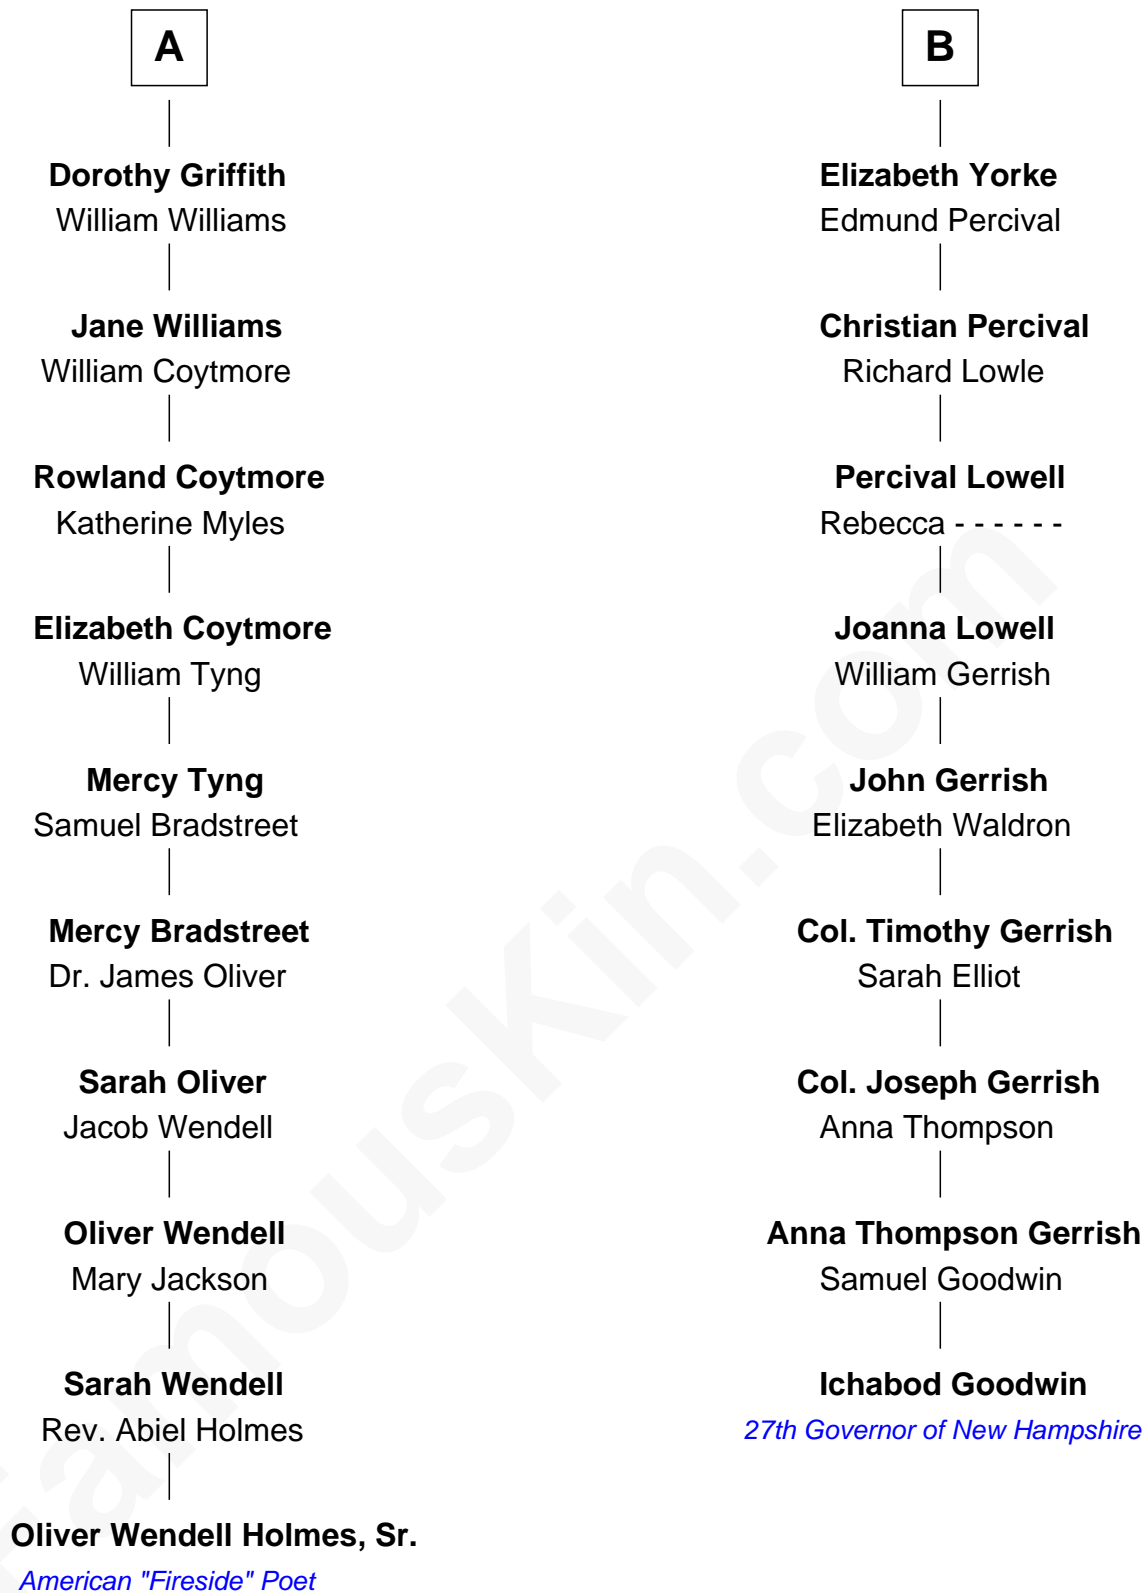 A
Dorothy Griffith
William Williams
Jane Williams
William Coytmore
Rowland Coytmore
Katherine Myles
Elizabeth Coytmore
William Tyng
Mercy Tyng
Samuel Bradstreet
Mercy Bradstreet
Dr. James Oliver
Sarah Oliver
Jacob Wendell
Oliver Wendell
Mary Jackson
Sarah Wendell
Rev. Abiel Holmes
Oliver Wendell Holmes, Sr.
American "Fireside" Poet
B
Elizabeth Yorke
Edmund Percival
Christian Percival
Richard Lowle
Percival Lowell
Rebecca - - - - - -
Joanna Lowell
William Gerrish
John Gerrish
Elizabeth Waldron
Col. Timothy Gerrish
Sarah Elliot
Col. Joseph Gerrish
Anna Thompson
Anna Thompson Gerrish
Samuel Goodwin
Ichabod Goodwin
27th Governor of New Hampshire
FamousKin.com